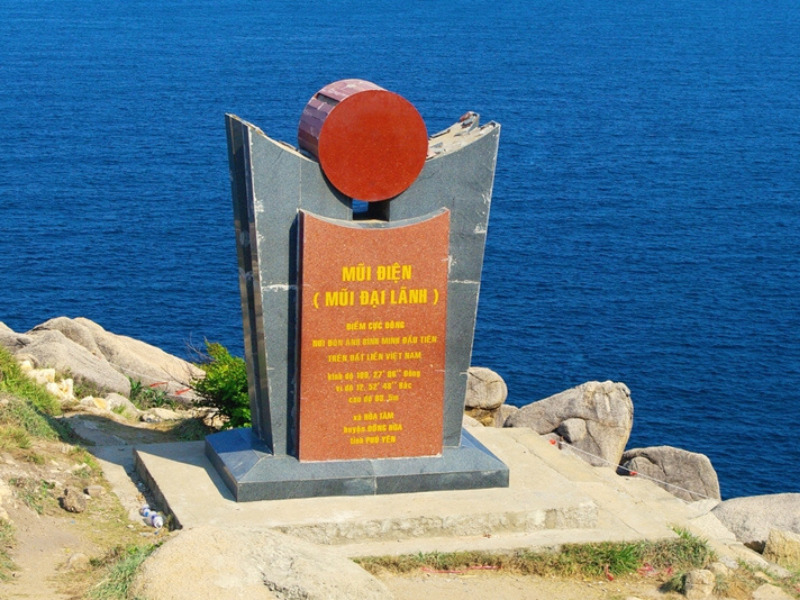 MŨI ĐIỆN
( MŨI ĐẠI LÃNH )
ĐIỂM CỰC ĐÔNG
NƠI ĐÓN ÁNH BÌNH MINH ĐẦU TIÊN
TRÊN ĐẤT LIỀN VIỆT NAM
kinh độ 109, 27' 06'' Đông
vĩ độ 12, 52' 48'' Bắc
cao độ
xã HÒA TÂM
huyện ĐÔNG HÒA
tỉnh PHÚ YÊN